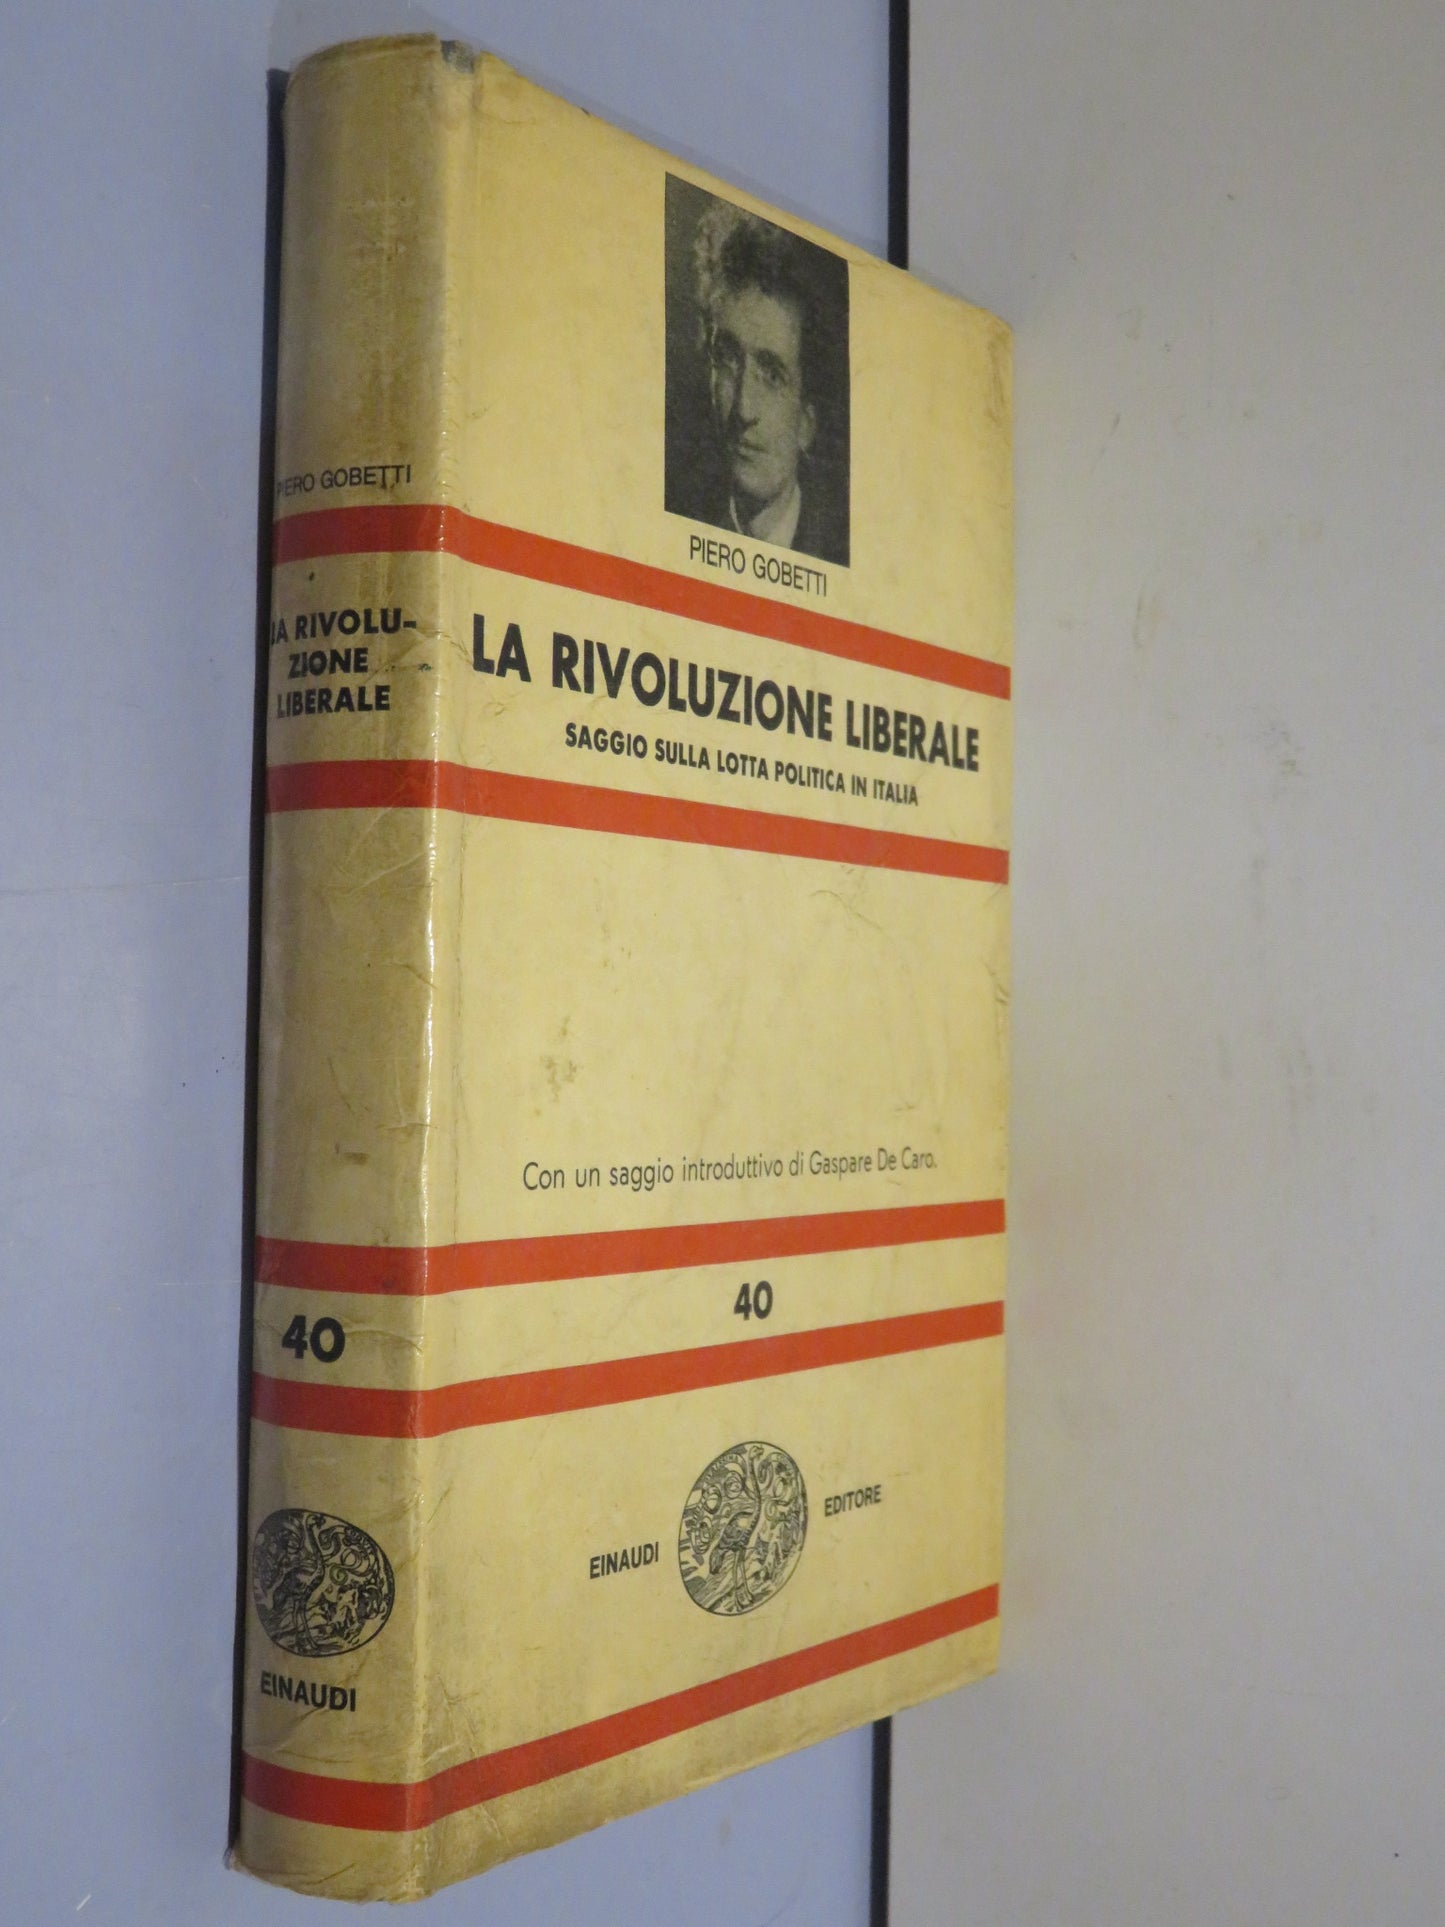 PIERO GOBETTI
LA RIVOLU-
ZIONE
LIBERALE
40
EINAUDI
PIERO GOBETTI
LA RIVOLUZIONE LIBERALE
SAGGIO SULLA LOTTA POLITICA IN ITALIA
Con un saggio introduttivo di Gaspare De Caro.
40
EINAUDI EDITORE